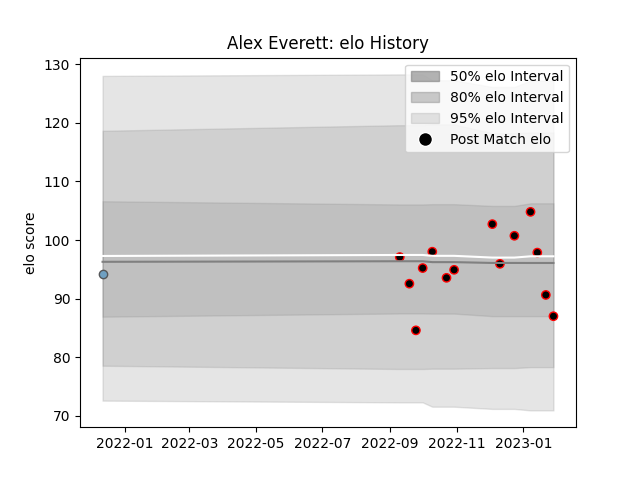 Alex Everett: elo History
130
120
110
100
90
80
70
elo score
50% elo Interval
80% elo Interval
95% elo Interval
Post Match elo
2022-01
2022-03
2022-05
2022-07
2022-09
2022-11
2023-01